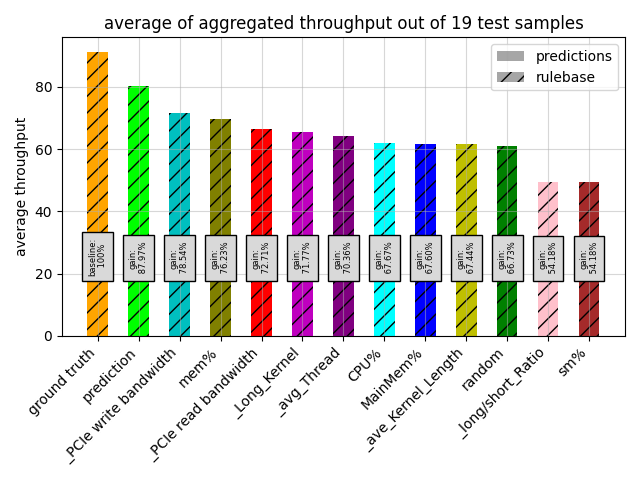 average of aggregated throughput out of 19 test samples
predictions
rulebase
average throughput
80
60
40
20
0
baseline:
100%
gain:
87.97%
gain:
78.54%
gain:
76.23%
gain:
72.71%
gain:
71.77%
gain:
70.36%
gain:
67.67%
gain:
67.60%
gain:
67.44%
gain:
66.73%
gain:
54.18%
gain:
54.18%
ground truth
prediction
_PCIe write bandwidth
mem%
_PCIe read bandwidth
_Long_Kernel
_avg_Thread
CPU%
MainMem%
_ave_Kernel_Length
random
_long/short_Ratio
sm%